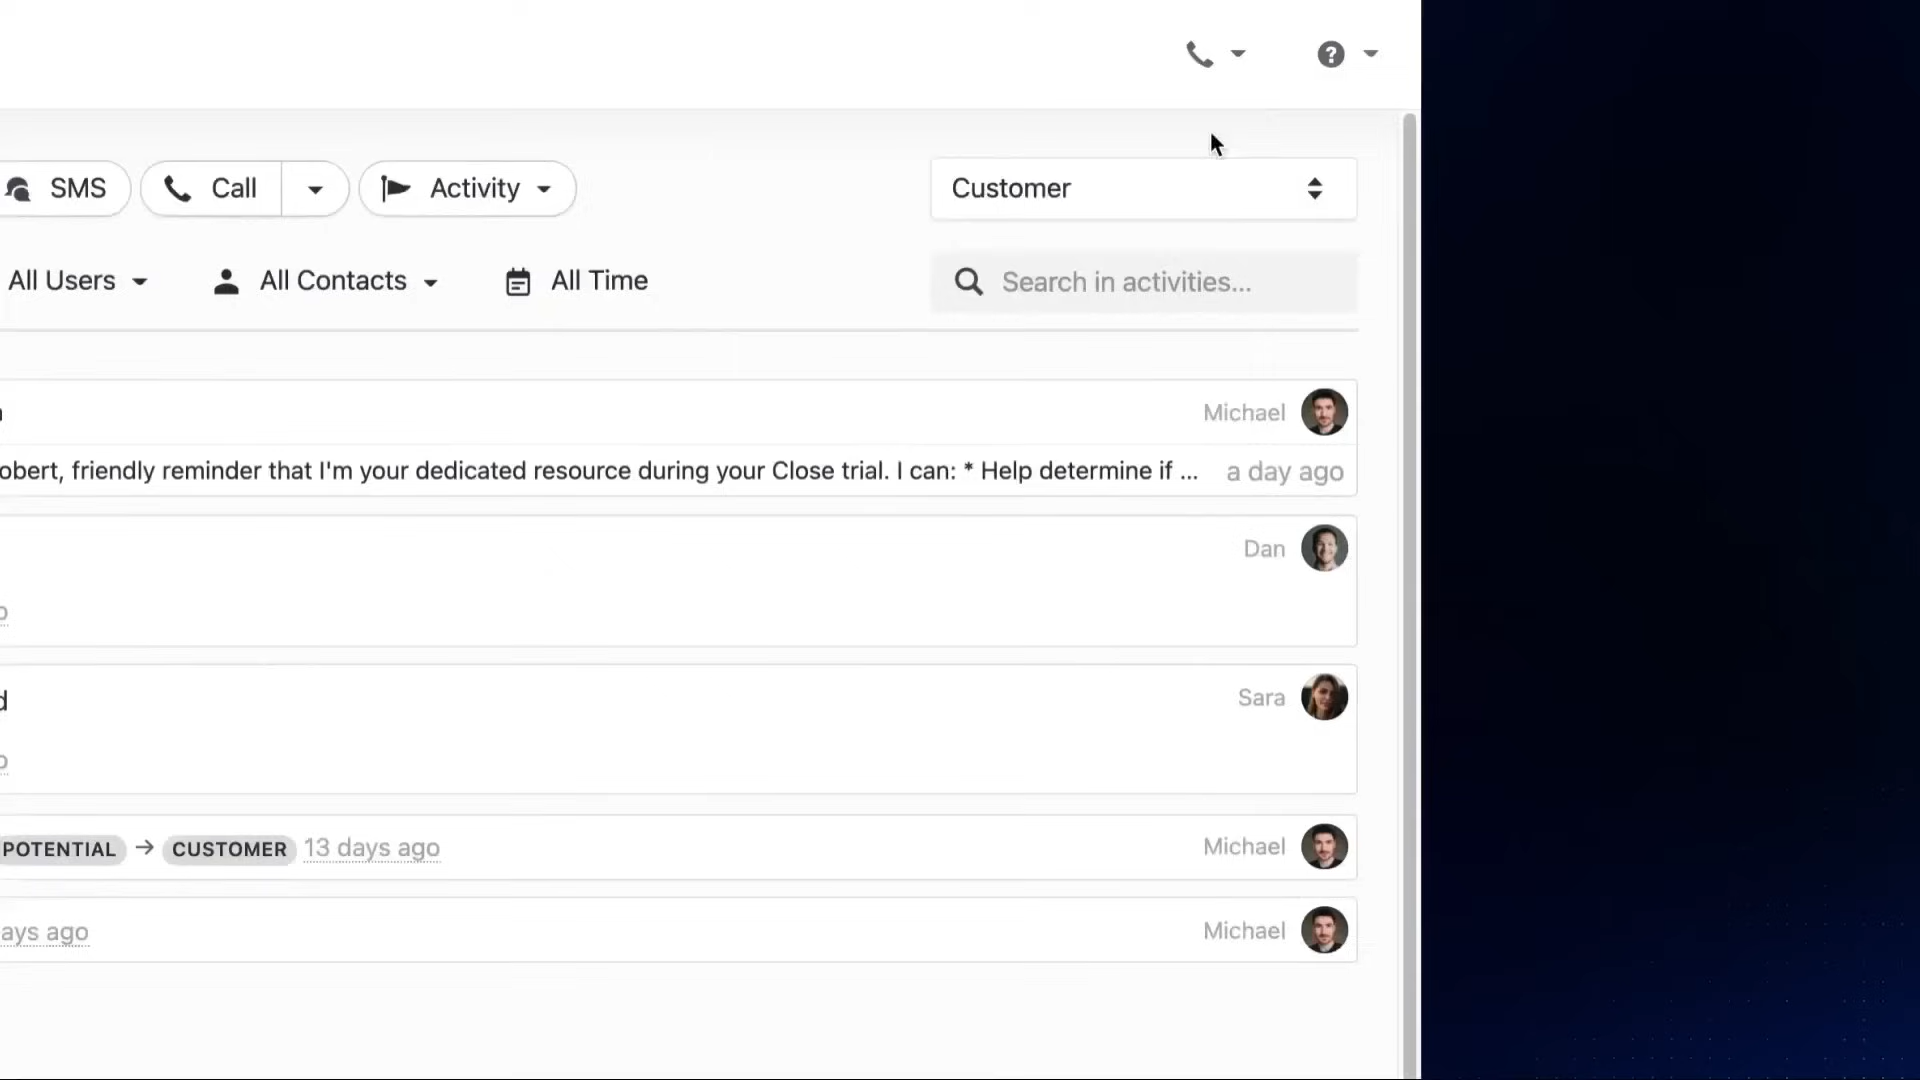 SMS Call Activity Customer
All Users All Contacts All Time Search in activities...
Michael
obert, friendly reminder that I'm your dedicated resource during your Close trial. I can: * Help determine if ... a day ago
Dan
Sara
d
POTENTIAL → CUSTOMER 13 days ago Michael
ays ago Michael